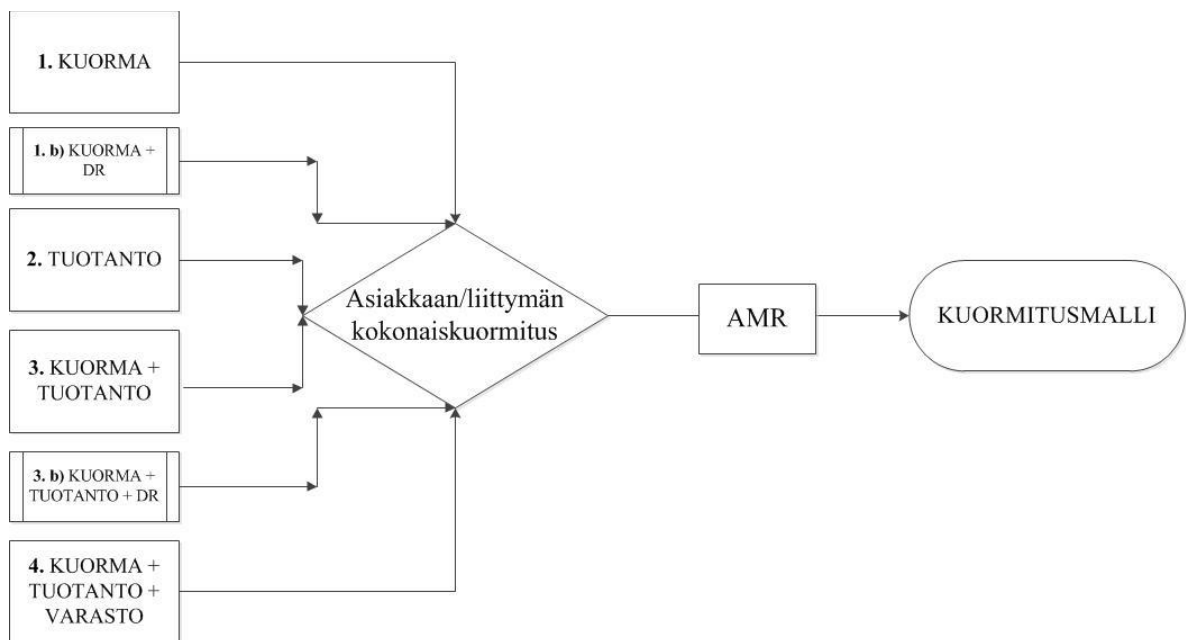 1. KUORMA
1. b) KUORMA +
DR
2. TUOTANTO
3. KUORMA +
TUOTANTO
3. b) KUORMA +
TUOTANTO + DR
4. KUORMA +
TUOTANTO +
VARASTO
Asiakkaan/liittymän
kokonaiskuormitus
AMR
KUORMITUSMALLI